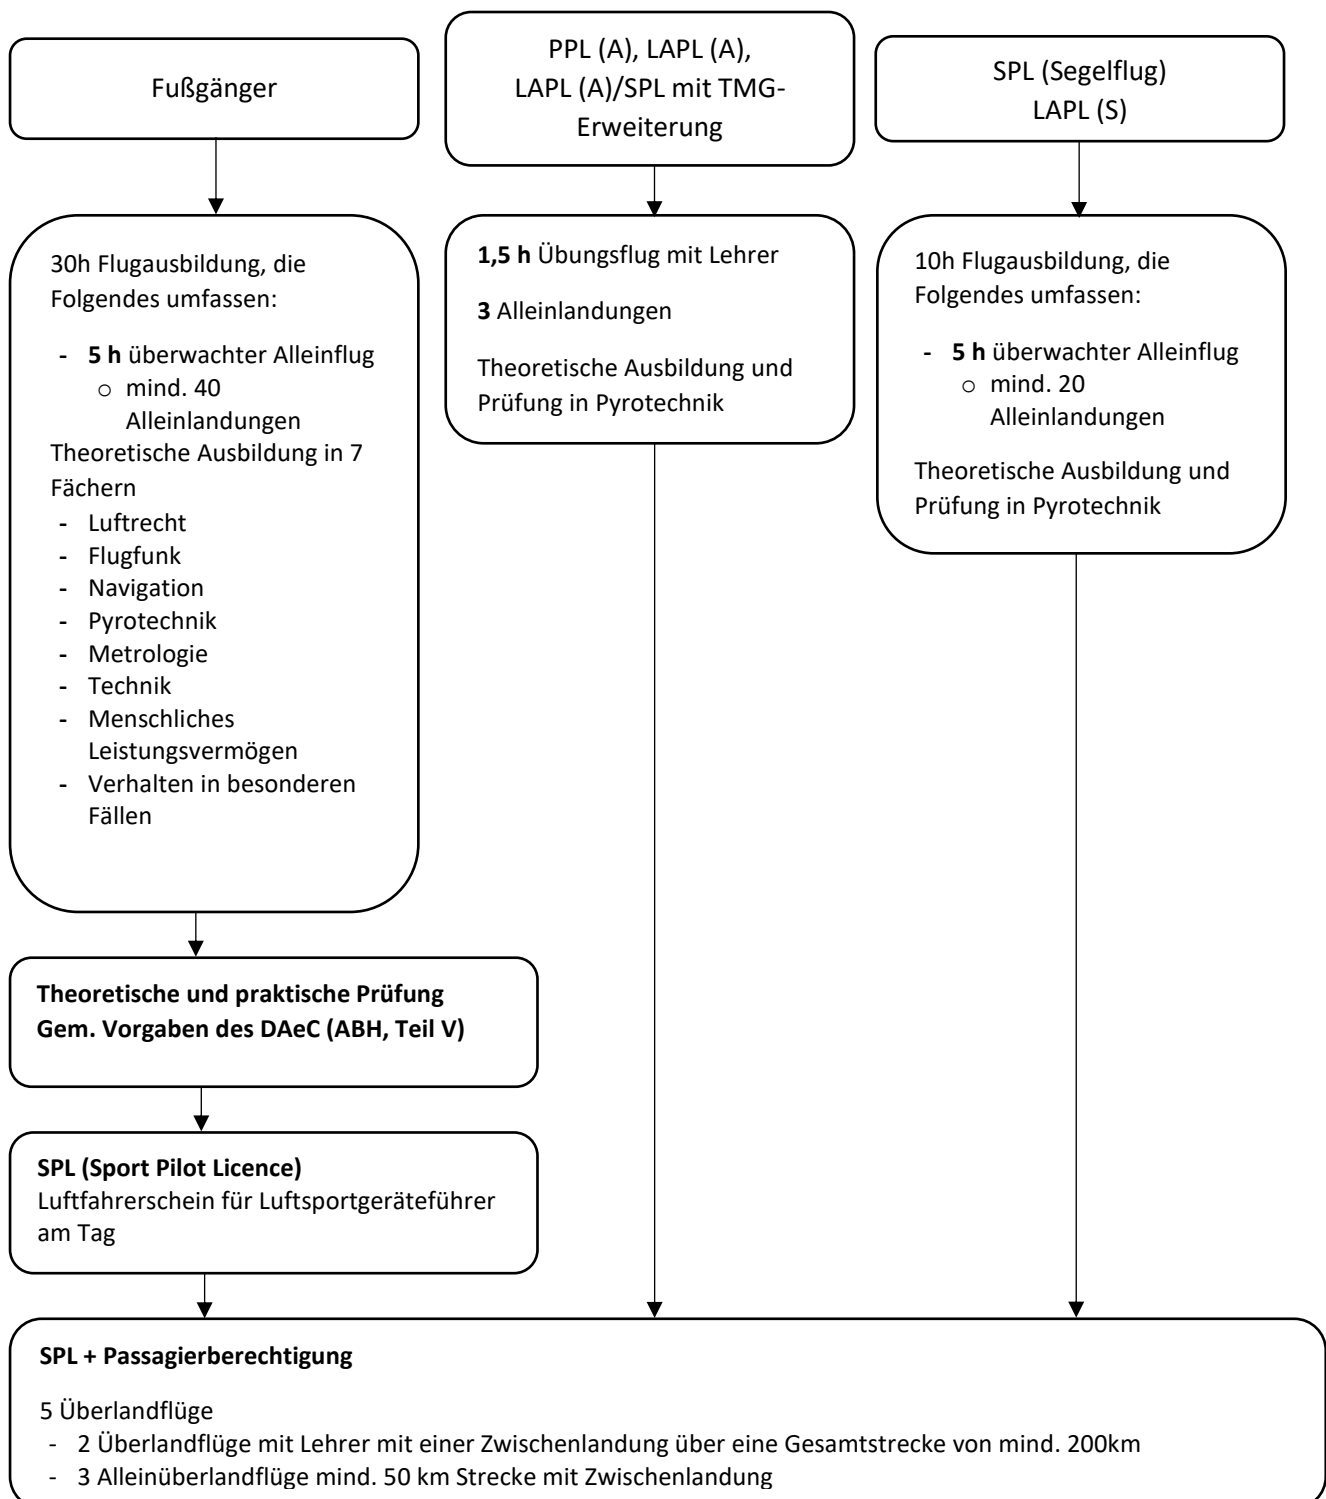 Fußgänger
PPL (A), LAPL (A),
LAPL (A)/SPL mit TMG-
Erweiterung
SPL (Segelflug)
LAPL (S)
30h Flugausbildung, die
Folgendes umfassen:
- 5 h überwachter Alleinflug
o mind. 40
Alleinlandungen
Theoretische Ausbildung in 7
Fächern
- Luftrecht
- Flugfunk
- Navigation
- Pyrotechnik
- Metrologie
- Technik
- Menschliches
Leistungsvermögen
- Verhalten in besonderen
Fällen
1,5 h Übungsflug mit Lehrer
3 Alleinlandungen
Theoretische Ausbildung und
Prüfung in Pyrotechnik
10h Flugausbildung, die
Folgendes umfassen:
- 5 h überwachter Alleinflug
o mind. 20
Alleinlandungen
Theoretische Ausbildung und
Prüfung in Pyrotechnik
Theoretische und praktische Prüfung
Gem. Vorgaben des DAeC (ABH, Teil V)
SPL (Sport Pilot Licence)
Luftfahrerschein für Luftsportgeräteführer
am Tag
SPL + Passagierberechtigung
5 Überlandflüge
- 2 Überlandflüge mit Lehrer mit einer Zwischenlandung über eine Gesamtstrecke von mind. 200km
- 3 Alleinüberlandflüge mind. 50 km Strecke mit Zwischenlandung